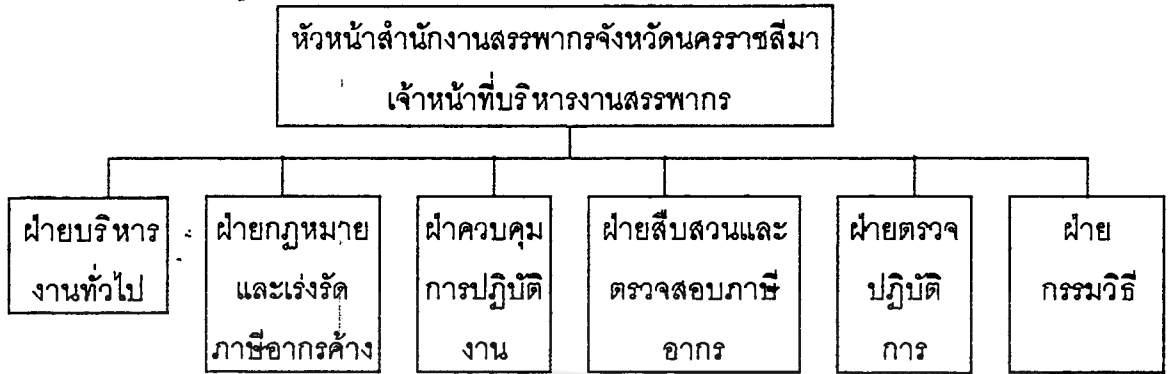 หัวหน้าสำนักงานสรรพากรจังหวัดนครราชสีมา
เจ้าหน้าที่บริหารงานสรรพากร
ฝ่ายบริหาร
งานทั่วไป
ฝ่ายกฎหมาย
และเร่งรัด
ภาษีอากรค้าง
ฝ่าควบคุม
การปฏิบัติ
งาน
ฝ่ายสืบสวนและ
ตรวจสอบภาษี
อากร
ฝ่ายตรวจ
ปฏิบัติ
การ
ฝ่าย
กรรมวิธี